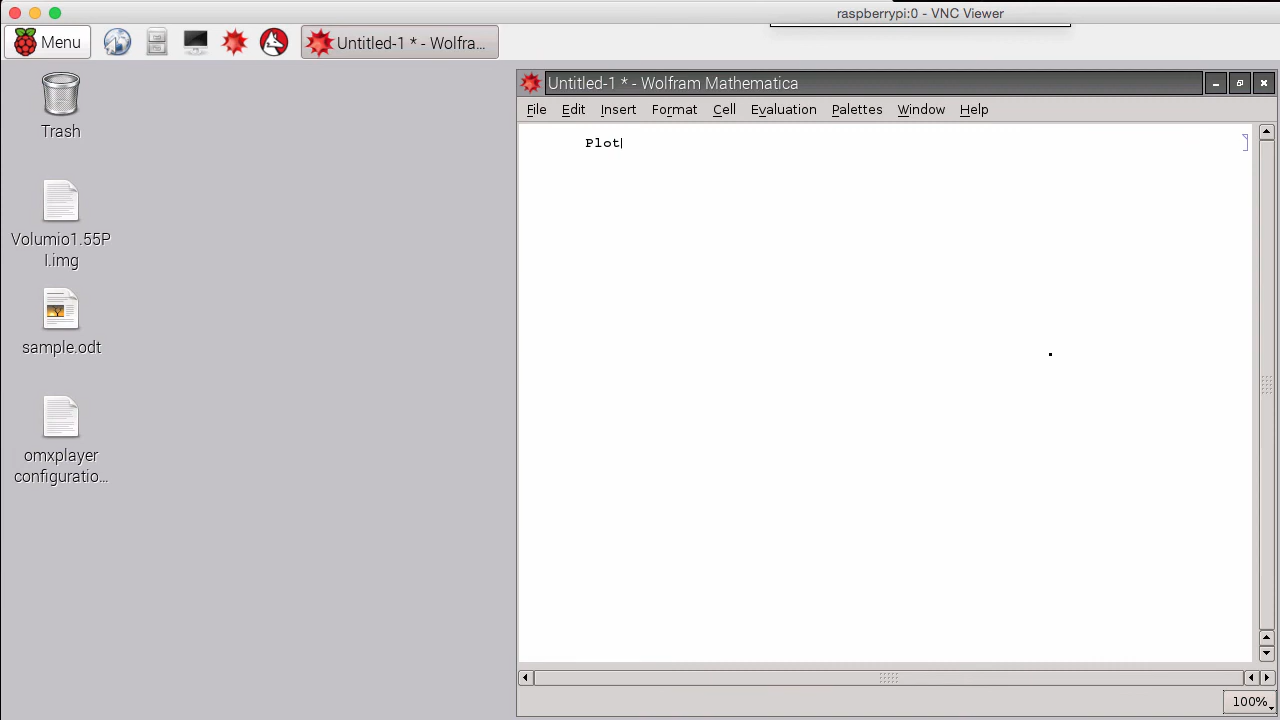 raspberrypi:0 - VNC Viewer
Menu
Untitled-1 * - Wolfra...
Trash
Untitled-1 * - Wolfram Mathematica
File Edit Insert Format Cell Evaluation Palettes Window Help
Plot
Volumio1.55P
I.img
sample.odt
omxplayer
configuratio...
100%